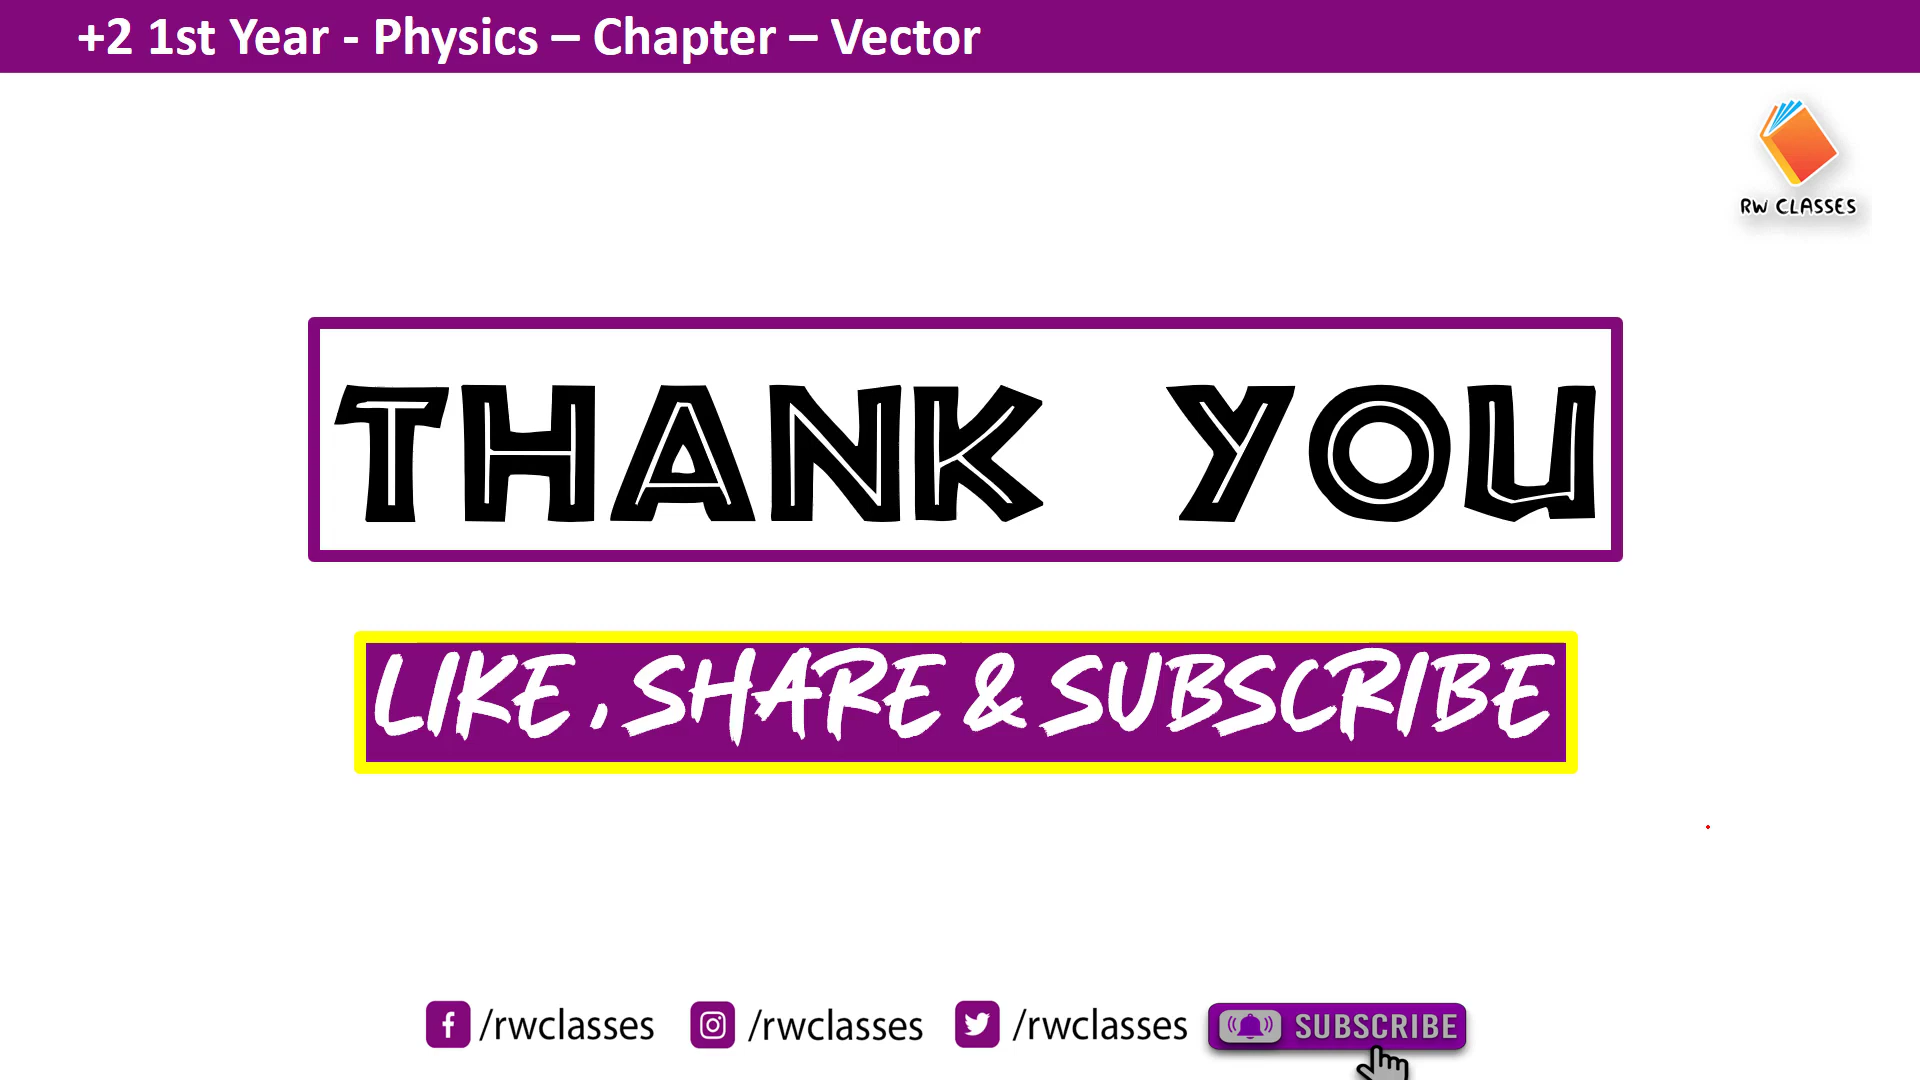 +2 1st Year - Physics – Chapter – Vector
RW CLASSES
THANK YOU
LIKE, SHARE & SUBSCRIBE
/rwclasses /rwclasses /rwclasses SUBSCRIBE